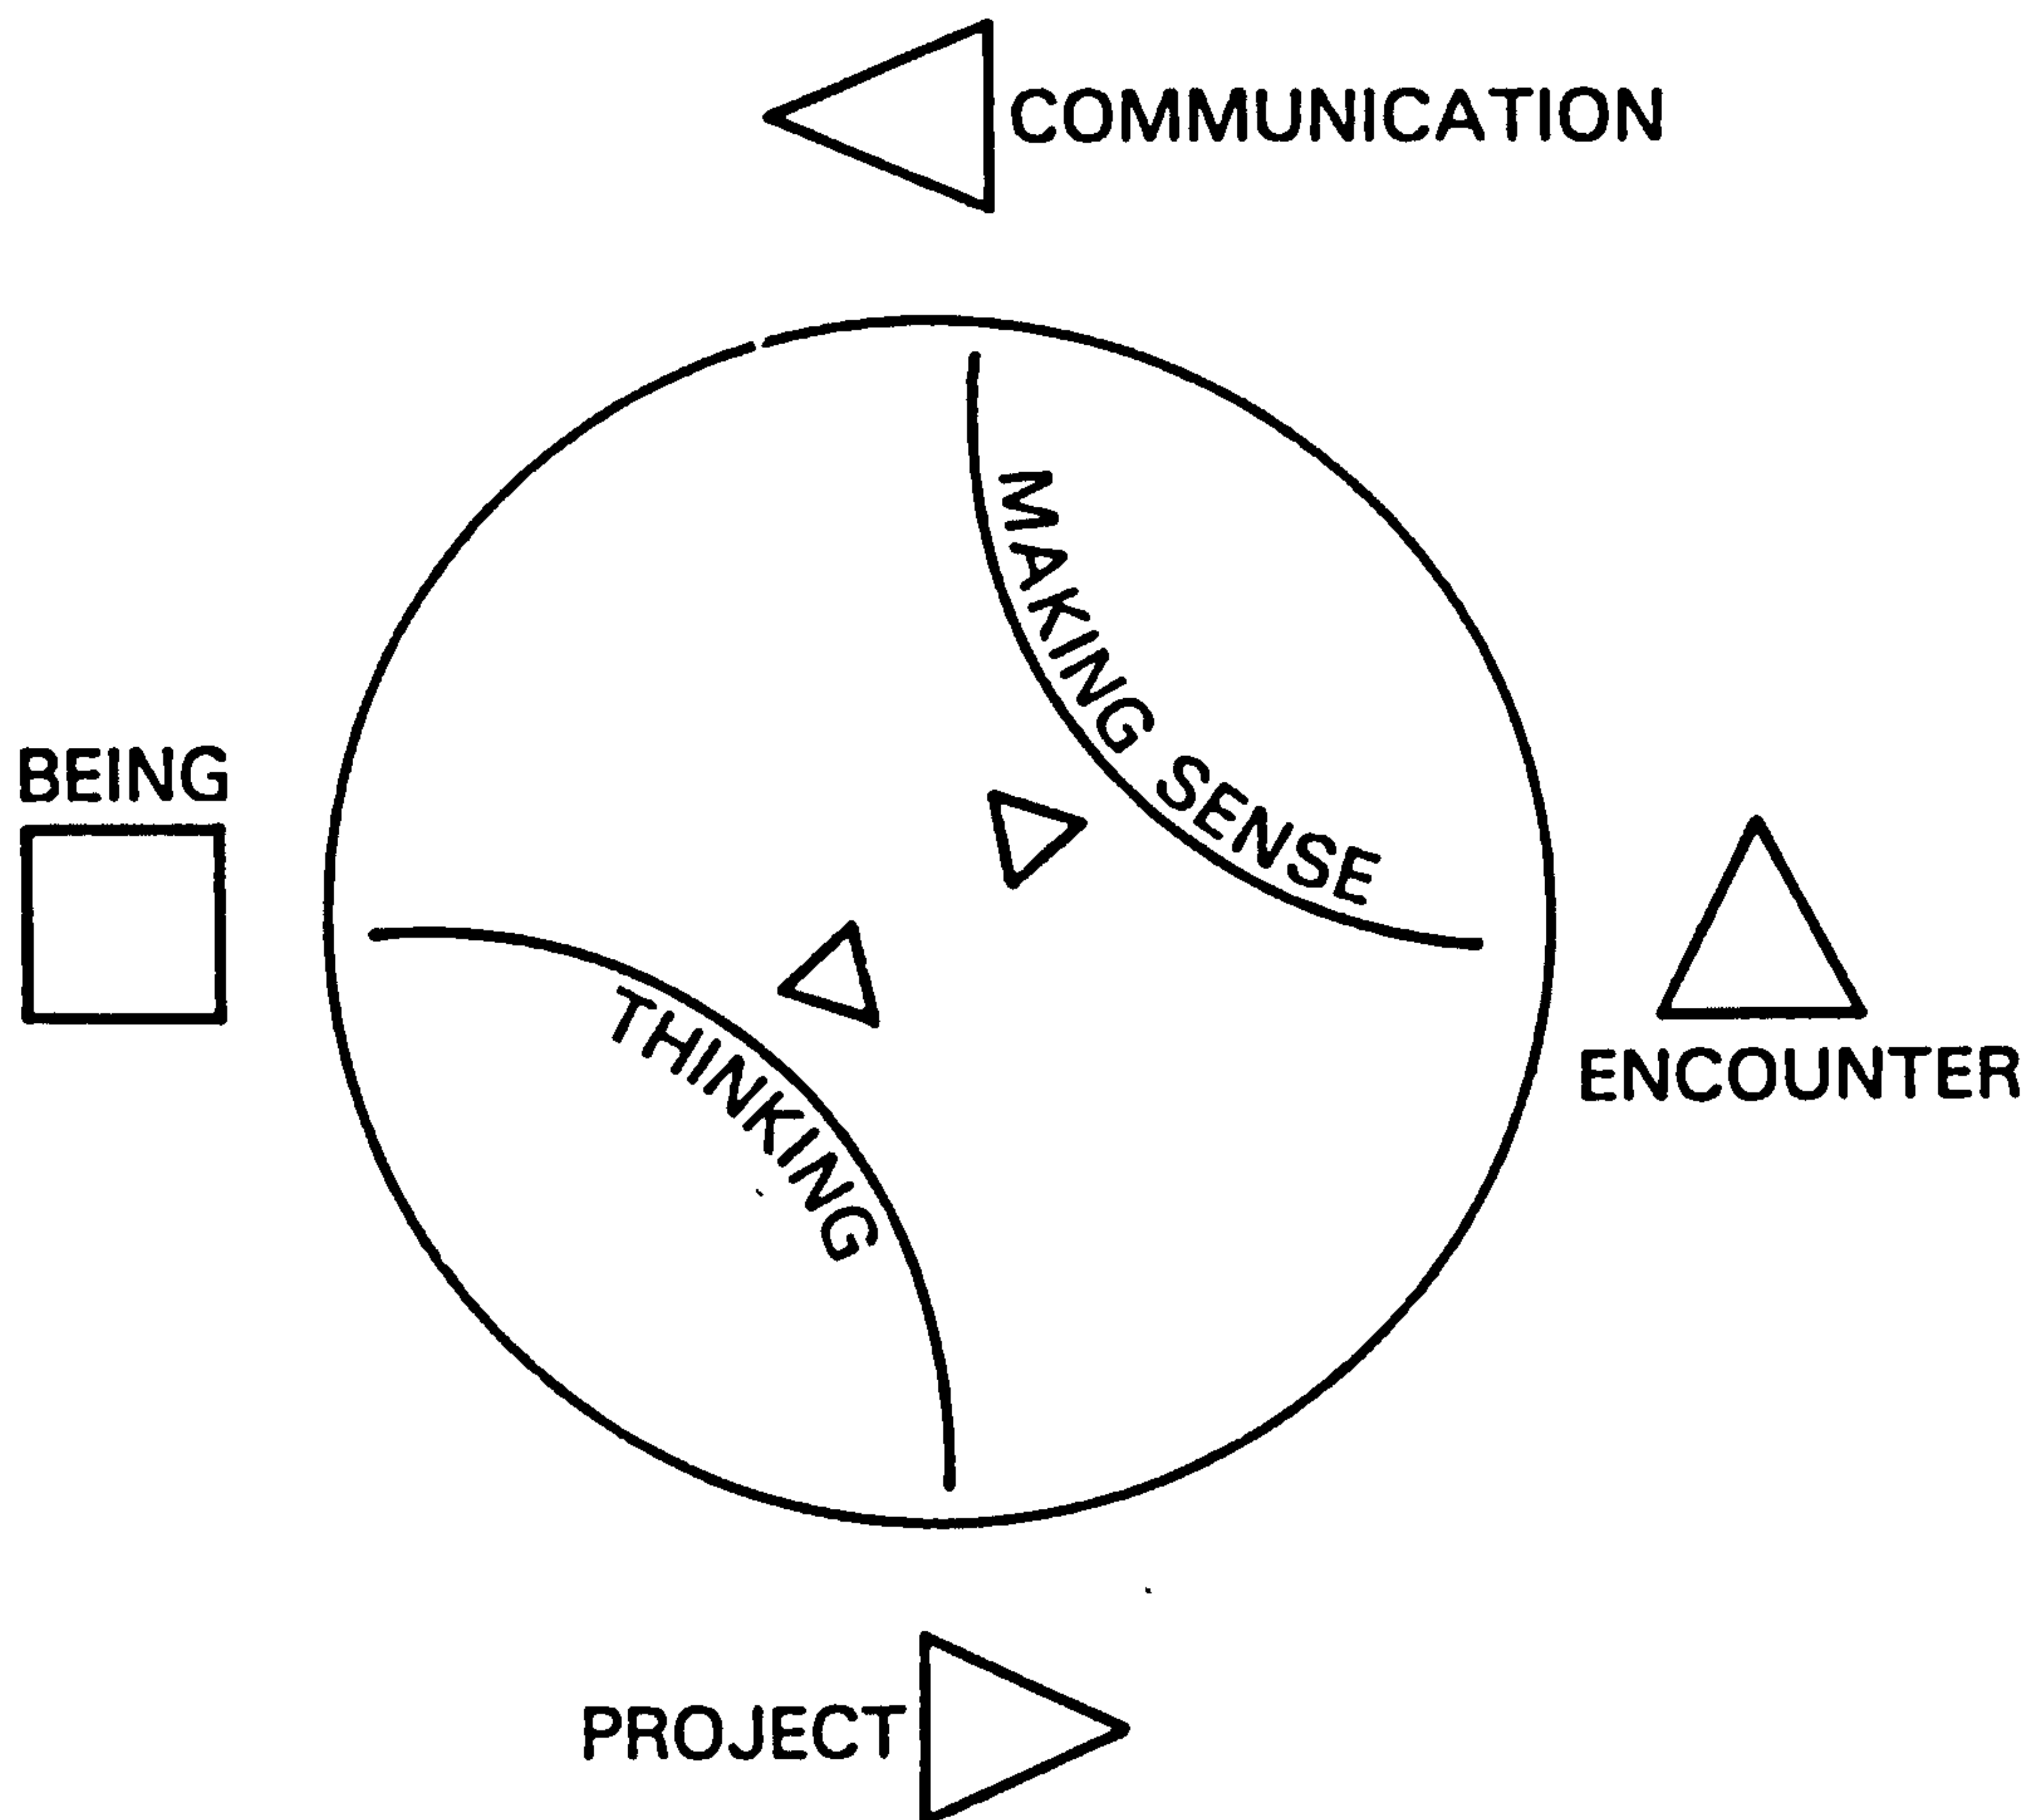 COMMUNICATION
MAKING SENSE
BEING
THINKING
ENCOUNTER
PROJECT